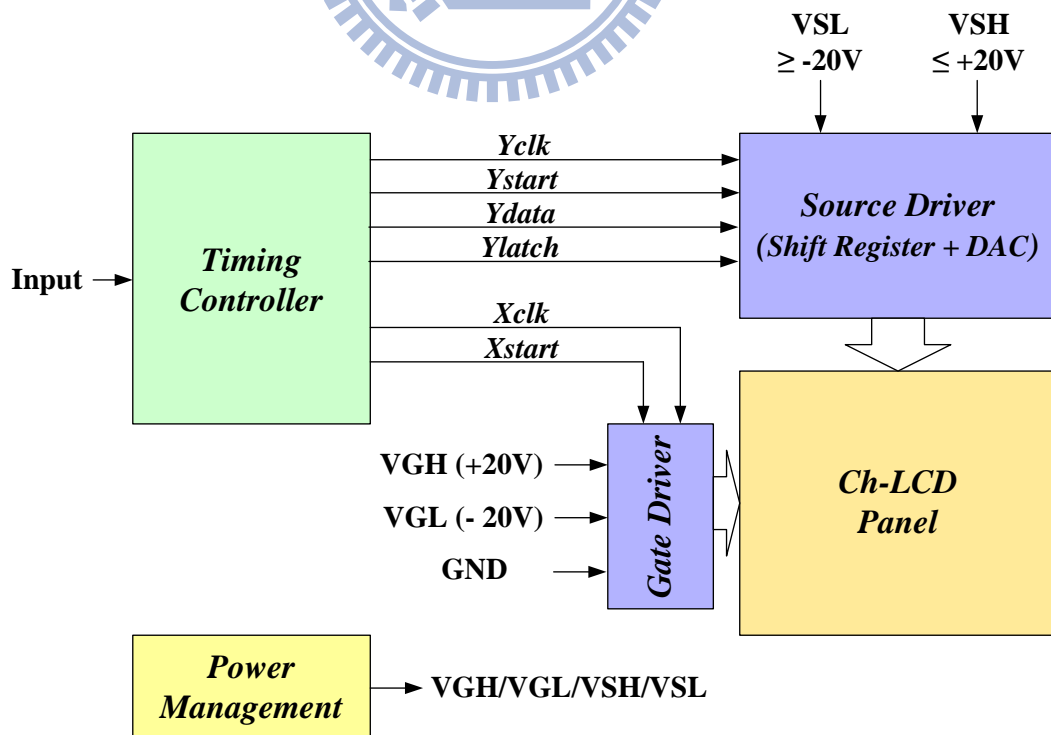 VSL
≥ -20V
VSH
≤ +20V
Yclk
Ystart
Ydata
Ylatch
Source Driver
(Shift Register + DAC)
Input
Timing
Controller
Xclk
Xstart
VGH (+20V)
VGL (- 20V)
GND
Gate Driver
Ch-LCD
Panel
Power
Management
VGH/VGL/VSH/VSL